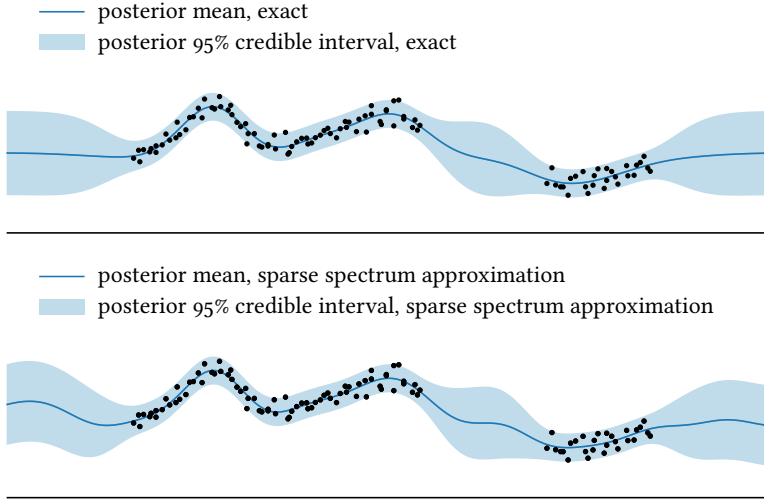 posterior mean, exact
posterior 95% credible interval, exact
posterior mean, sparse spectrum approximation
posterior 95% credible interval, sparse spectrum approximation